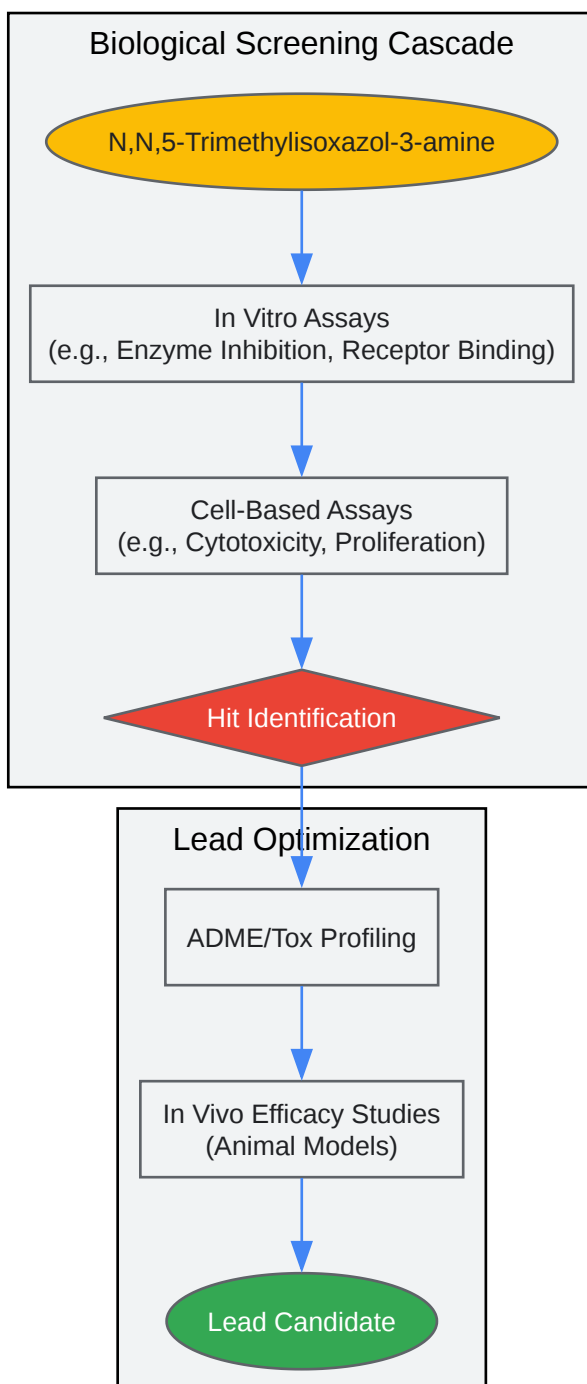 Biological Screening Cascade
N,N,5-Trimethylisoxazol-3-amine
In Vitro Assays
(e.g., Enzyme Inhibition, Receptor Binding)
Cell-Based Assays
(e.g., Cytotoxicity, Proliferation)
Hit Identification
Lead Optimization
ADME/Tox Profiling
In Vivo Efficacy Studies
(Animal Models)
Lead Candidate